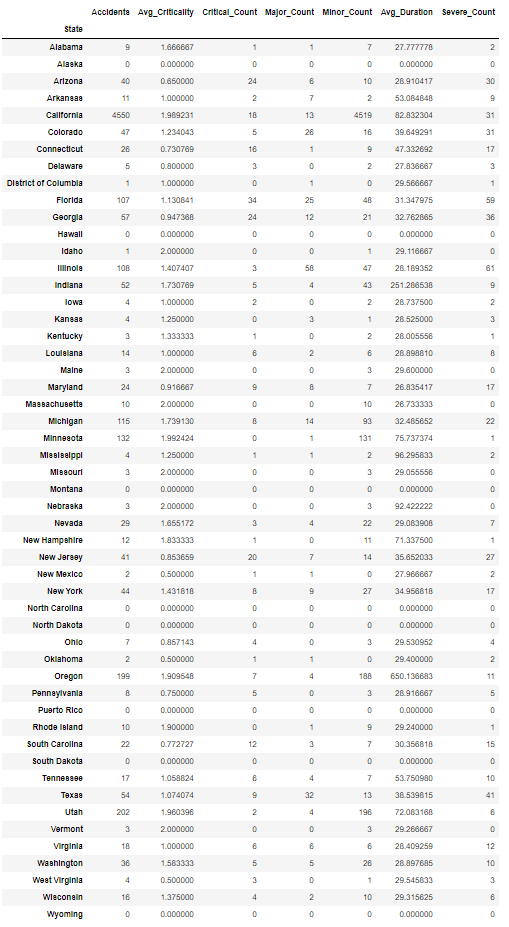 Accidents Avg_Criticality Critical_Count Major_Count Minor_Count Avg_Duration Severe_Count
State
Alabama 9 1.666667 1 1 7 27.777778 2
Alaska 0 0.000000 0 0 0 0.000000 0
Arizona 40 0.650000 24 6 10 28.910417 30
Arkansas 11 1.000000 2 7 2 53.084848 9
California 4550 1.989231 18 13 4519 82.832304 31
Colorado 47 1.234043 5 26 16 39.649291 31
Connecticut 26 0.730769 16 1 9 47.332692 17
Delaware 5 0.800000 3 0 2 27.836667 3
District of Columbia 1 1.000000 0 1 0 29.566667 1
Florida 107 1.130841 34 25 48 31.347975 59
Georgia 57 0.947368 24 12 21 32.762865 36
Hawaii 0 0.000000 0 0 0 0.000000 0
Idaho 1 2.000000 0 0 1 29.116667 0
Illinois 108 1.407407 3 58 47 28.189352 61
Indiana 52 1.730769 5 4 43 251.286538 9
Iowa 4 1.000000 2 0 2 28.737500 2
Kansas 4 1.250000 0 3 1 28.525000 3
Kentucky 3 1.333333 1 0 2 28.005556 1
Louisiana 14 1.000000 6 2 6 28.898810 8
Maine 3 2.000000 0 0 3 29.600000 0
Maryland 24 0.916667 9 8 7 26.835417 17
Massachusetts 10 2.000000 0 0 10 26.733333 0
Michigan 115 1.739130 8 14 93 32.485652 22
Minnesota 132 1.992424 0 1 131 75.737374 1
Mississippi 4 1.250000 1 1 2 96.295833 2
Missouri 3 2.000000 0 0 3 29.055556 0
Montana 0 0.000000 0 0 0 0.000000 0
Nebraska 3 2.000000 0 0 3 92.422222 0
Nevada 29 1.655172 3 4 22 29.083908 7
New Hampshire 12 1.833333 1 0 11 71.337500 1
New Jersey 41 0.853659 20 7 14 35.652033 27
New Mexico 2 0.500000 1 1 0 27.966667 2
New York 44 1.431818 8 9 27 34.956818 17
North Carolina 0 0.000000 0 0 0 0.000000 0
North Dakota 0 0.000000 0 0 0 0.000000 0
Ohio 7 0.857143 4 0 3 29.530952 4
Oklahoma 2 0.500000 1 1 0 29.400000 2
Oregon 199 1.909548 7 4 188 650.136683 11
Pennsylvania 8 0.750000 5 0 3 28.916667 5
Puerto Rico 0 0.000000 0 0 0 0.000000 0
Rhode Island 10 1.900000 0 1 9 29.240000 1
South Carolina 22 0.772727 12 3 7 30.356818 15
South Dakota 0 0.000000 0 0 0 0.000000 0
Tennessee 17 1.058824 6 4 7 53.750980 10
Texas 54 1.074074 9 32 13 38.539815 41
Utah 202 1.960396 2 4 196 72.083168 6
Vermont 3 2.000000 0 0 3 29.266667 0
Virginia 18 1.000000 6 6 6 28.409259 12
Washington 36 1.583333 5 5 26 28.897685 10
West Virginia 4 0.500000 3 0 1 29.545833 3
Wisconsin 16 1.375000 4 2 10 29.315625 6
Wyoming 0 0.000000 0 0 0 0.000000 0